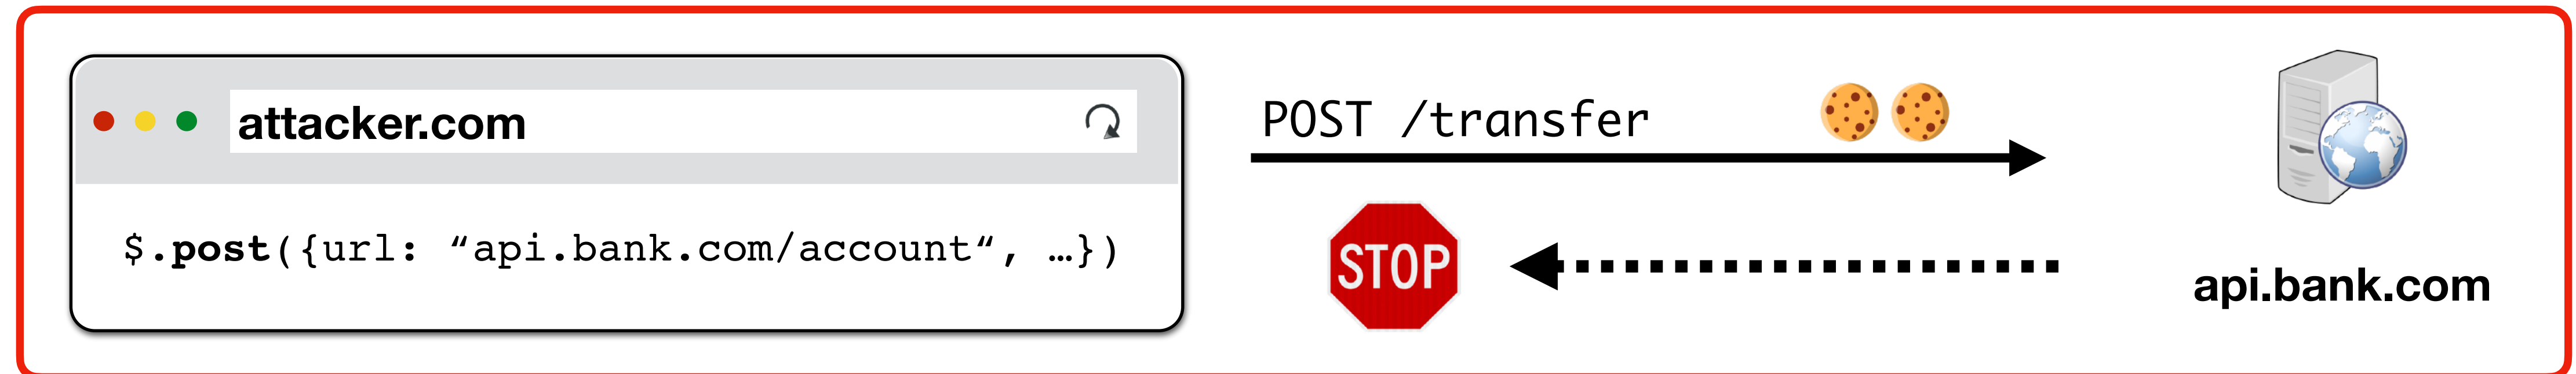 attacker.com
$.post({url: “api.bank.com/account“, …})
POST /transfer
STOP
api.bank.com